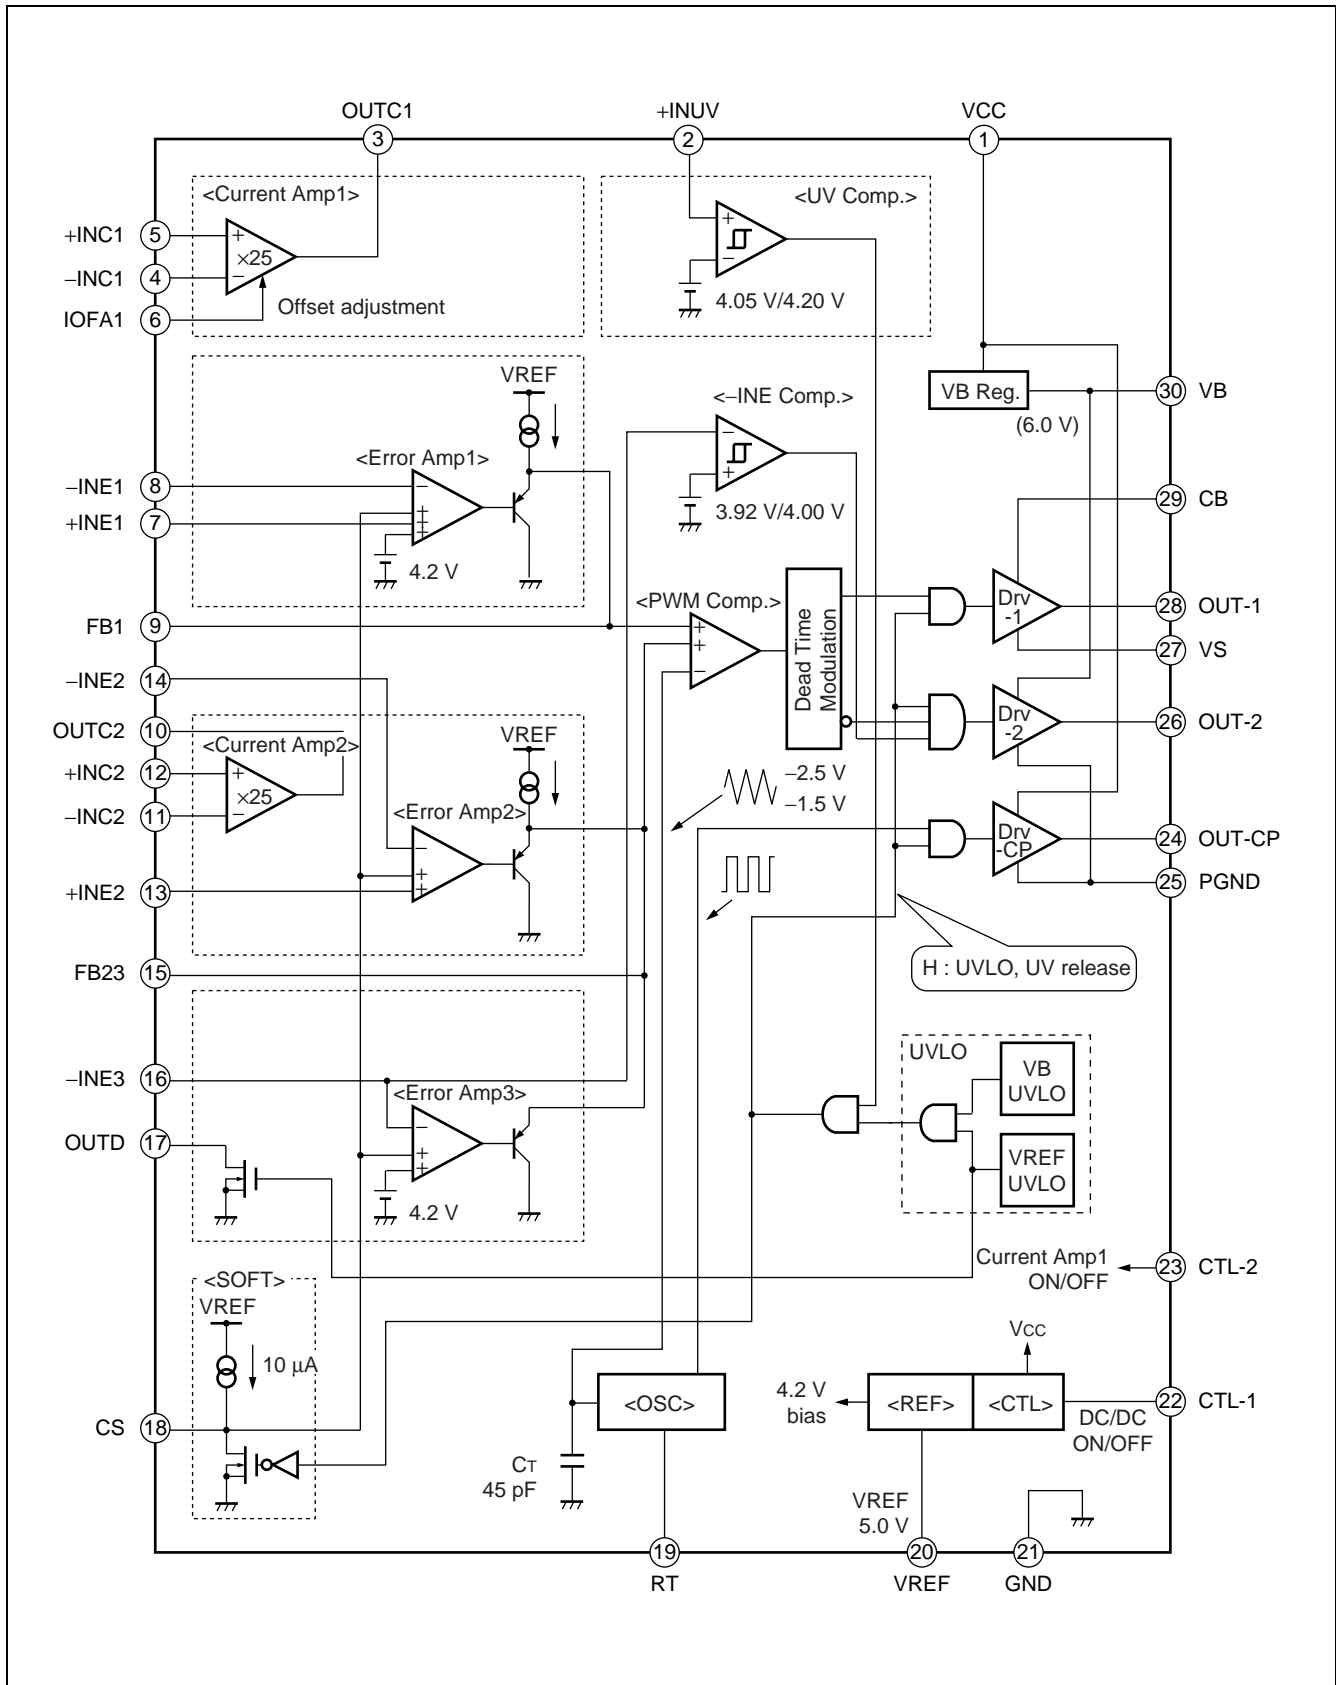 OUTC1
+INUV
VCC
3
2
1
<Current Amp1>
<UV Comp.>
+INC1
5
+
×25
−
−INC1
4
IOFA1
6
Offset adjustment
+
−
4.05 V/4.20 V
VREF
<−INE Comp.>
VB Reg.
(6.0 V)
30
VB
<Error Amp1>
−INE1
8
+INE1
7
−
+
+
+
4.2 V
−
+
3.92 V/4.00 V
29
CB
<PWM Comp.>
FB1
9
+
+
−
Dead Time
Modulation
Drv
-1
28
OUT-1
27
VS
−INE2
14
OUTC2
10
<Current Amp2>
VREF
Drv
-2
26
OUT-2
+INC2
12
+
×25
−
−INC2
11
<Error Amp2>
−2.5 V
−1.5 V
−
+
+
+INE2
13
Drv
-CP
24
OUT-CP
25
PGND
FB23
15
H : UVLO, UV release
−INE3
16
<Error Amp3>
UVLO
VB
UVLO
VREF
UVLO
OUTD
17
−
+
+
4.2 V
Current Amp1
ON/OFF
23
CTL-2
<SOFT>
VREF
10 μA
VCC
4.2 V
bias
<REF>
<CTL>
22
CTL-1
DC/DC
ON/OFF
<OSC>
CS
18
CT
45 pF
VREF
5.0 V
19
20
21
RT
VREF
GND